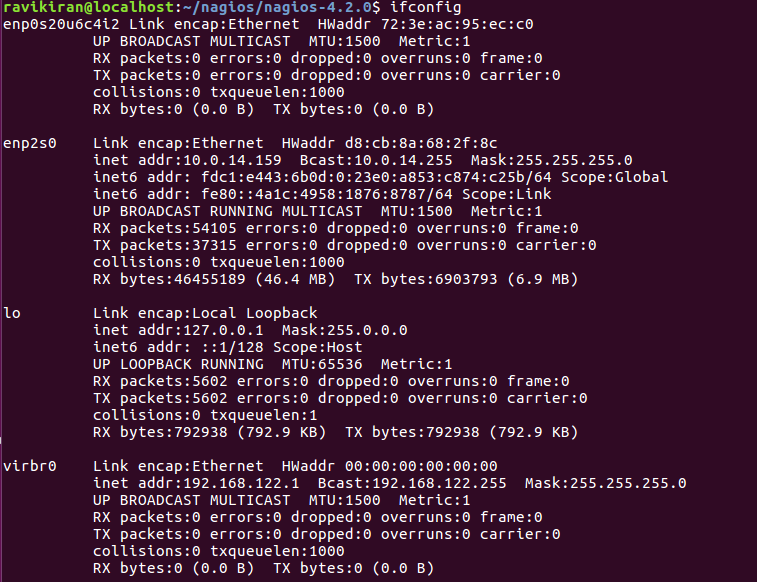 ravikiran@localhost:~/nagios/nagios-4.2.0$ ifconfig
enp0s20u6c4i2 Link encap:Ethernet  HWaddr 72:3e:ac:95:ec:c0
          UP BROADCAST MULTICAST  MTU:1500  Metric:1
          RX packets:0 errors:0 dropped:0 overruns:0 frame:0
          TX packets:0 errors:0 dropped:0 overruns:0 carrier:0
          collisions:0 txqueuelen:1000
          RX bytes:0 (0.0 B)  TX bytes:0 (0.0 B)

enp2s0    Link encap:Ethernet  HWaddr d8:cb:8a:68:2f:8c
          inet addr:10.0.14.159  Bcast:10.0.14.255  Mask:255.255.255.0
          inet6 addr: fdc1:e443:6b0d:0:23e0:a853:c874:c25b/64 Scope:Global
          inet6 addr: fe80::4a1c:4958:1876:8787/64 Scope:Link
          UP BROADCAST RUNNING MULTICAST  MTU:1500  Metric:1
          RX packets:54105 errors:0 dropped:0 overruns:0 frame:0
          TX packets:37315 errors:0 dropped:0 overruns:0 carrier:0
          collisions:0 txqueuelen:1000
          RX bytes:46455189 (46.4 MB)  TX bytes:6903793 (6.9 MB)

lo        Link encap:Local Loopback
          inet addr:127.0.0.1  Mask:255.0.0.0
          inet6 addr: ::1/128 Scope:Host
          UP LOOPBACK RUNNING  MTU:65536  Metric:1
          RX packets:5602 errors:0 dropped:0 overruns:0 frame:0
          TX packets:5602 errors:0 dropped:0 overruns:0 carrier:0
          collisions:0 txqueuelen:1
          RX bytes:792938 (792.9 KB)  TX bytes:792938 (792.9 KB)

virbr0    Link encap:Ethernet  HWaddr 00:00:00:00:00:00
          inet addr:192.168.122.1  Bcast:192.168.122.255  Mask:255.255.255.0
          UP BROADCAST MULTICAST  MTU:1500  Metric:1
          RX packets:0 errors:0 dropped:0 overruns:0 frame:0
          TX packets:0 errors:0 dropped:0 overruns:0 carrier:0
          collisions:0 txqueuelen:1000
          RX bytes:0 (0.0 B)  TX bytes:0 (0.0 B)